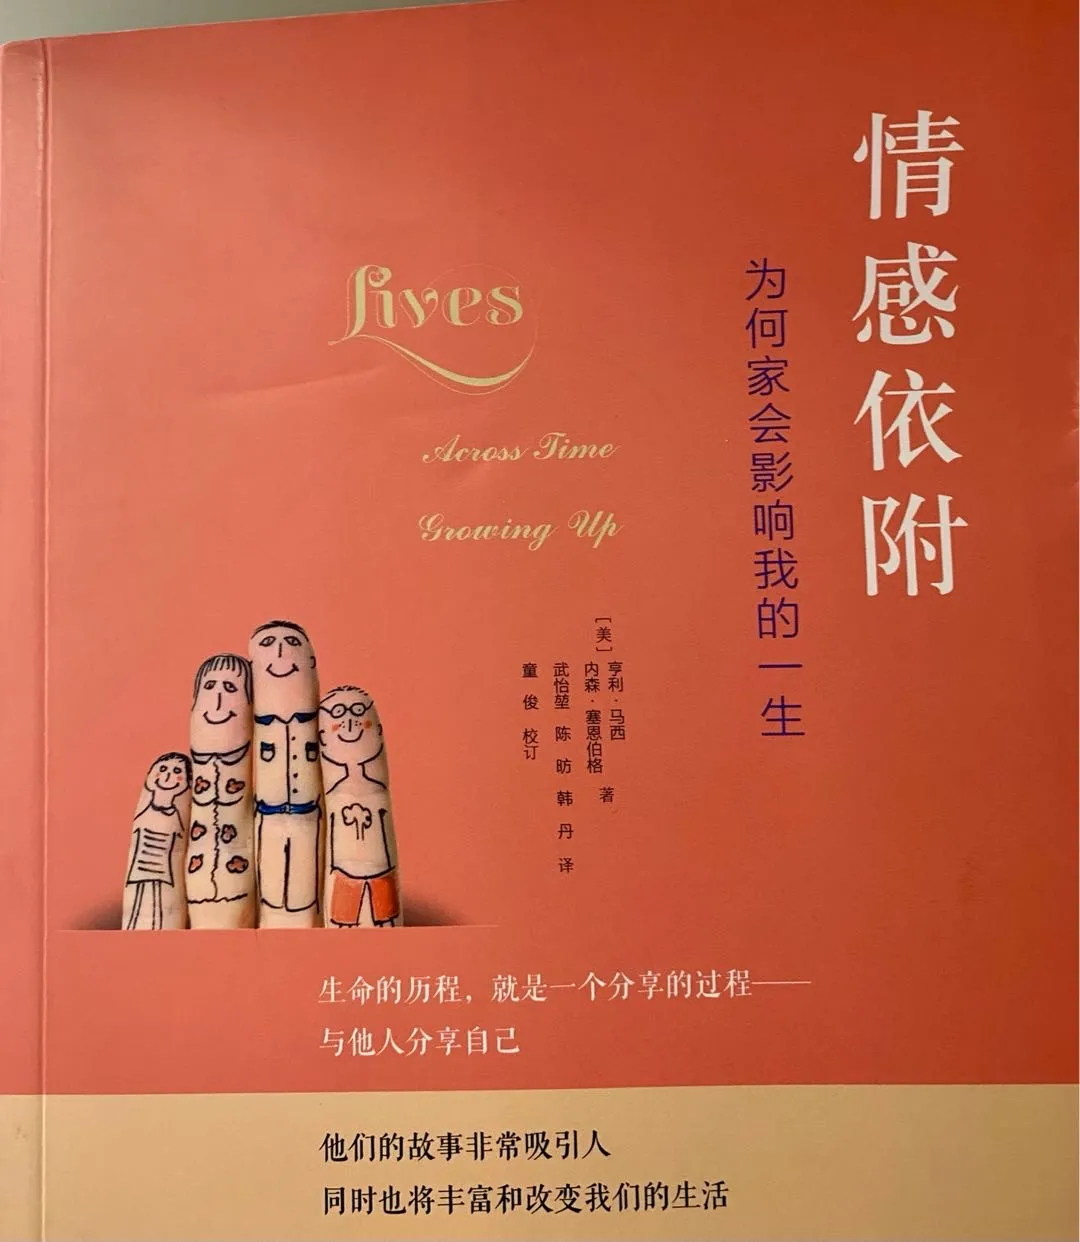 情感依附
为何家会影响我的一生
Lives
Across Time
Growing Up
[美]
亨利·马西
内森·塞恩伯格 著
武怡堃 陈昉 韩丹 译
童俊 校订
生命的历程，就是一个分享的过程——
与他人分享自己
他们的故事非常吸引人
同时也将丰富和改变我们的生活